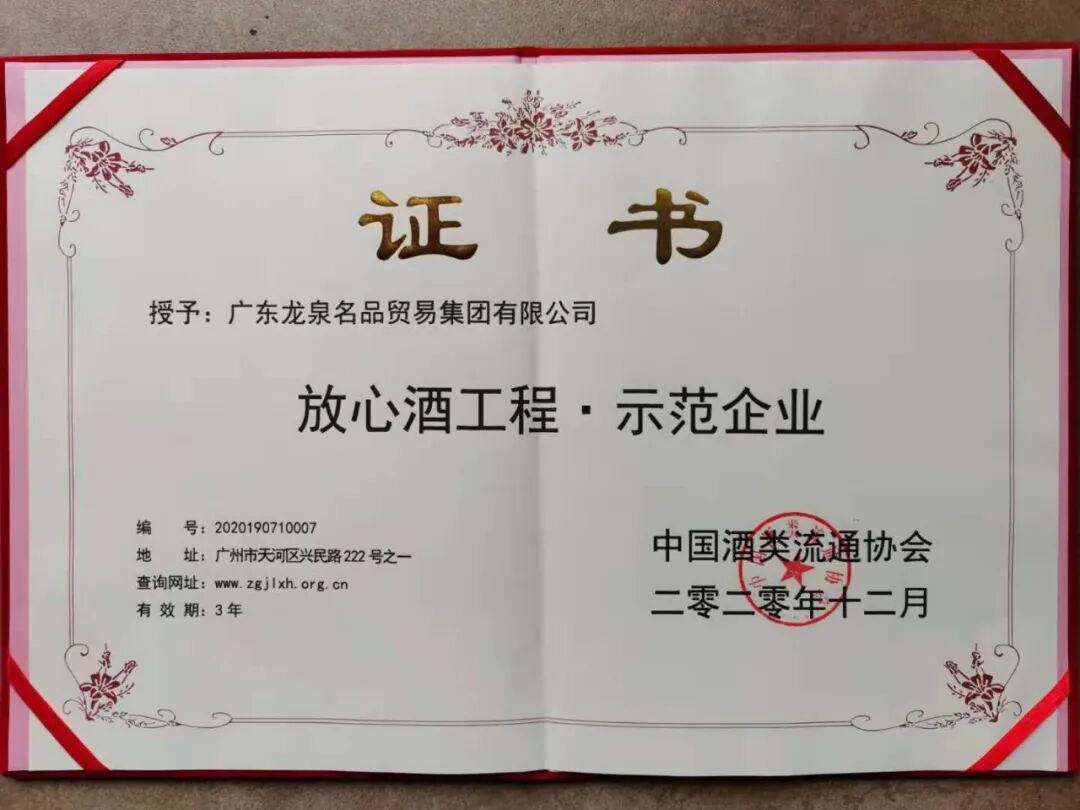 证 书
授予：广东龙泉名品贸易集团有限公司
放心酒工程·示范企业
编 号：2020190710007
地 址：广州市天河区兴民路222号之一
查询网址：www.zgjlxh.org.cn
有 效 期：3年
中国酒类流通协会
二零二零年十二月